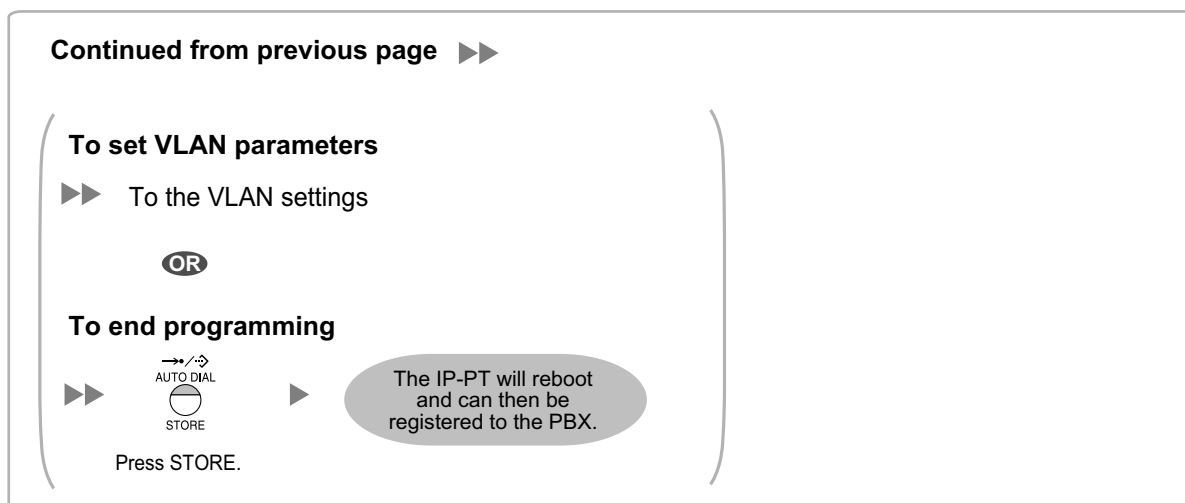 Continued from previous page
To set VLAN parameters
To the VLAN settings
OR
To end programming
AUTO DIAL
STORE
Press STORE.
The IP-PT will reboot
and can then be
registered to the PBX.